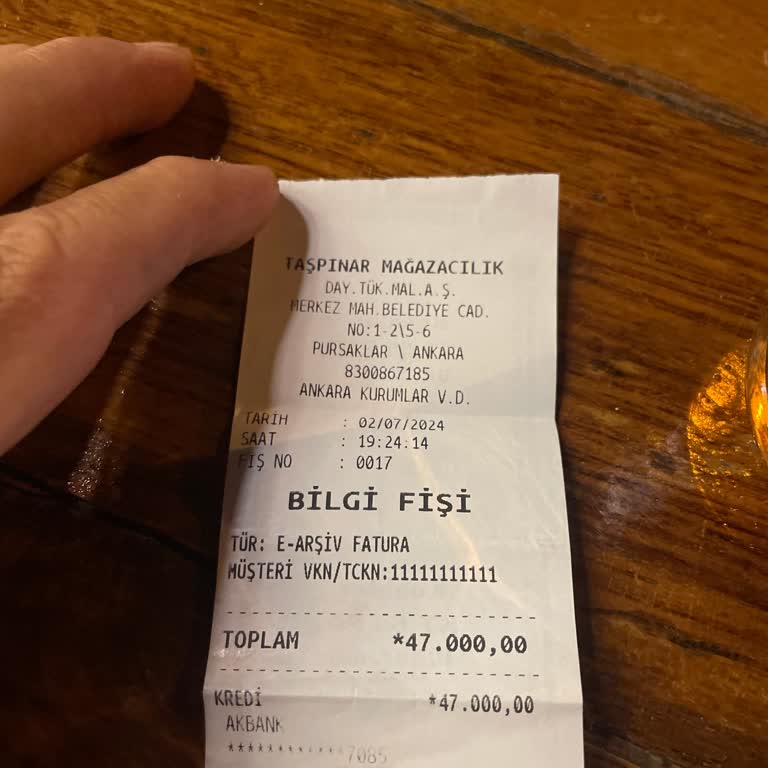 TAŞPINAR MAĞAZACILIK
DAY.TÜK.MAL.A.Ş.
MERKEZ MAH.BELEDİYE CAD.
NO:1-2\5-6
PURSAKLAR \ ANKARA
8300867185
ANKARA KURUMLAR V.D.
TARİH : 02/07/2024
SAAT : 19:24:14
FİŞ NO : 0017
BİLGİ FİŞİ
TÜR: E-ARŞİV FATURA
MÜŞTERİ VKN/TCKN:11111111111
TOPLAM *47.000,00
KREDİ *47.000,00
AKBANK
************7085